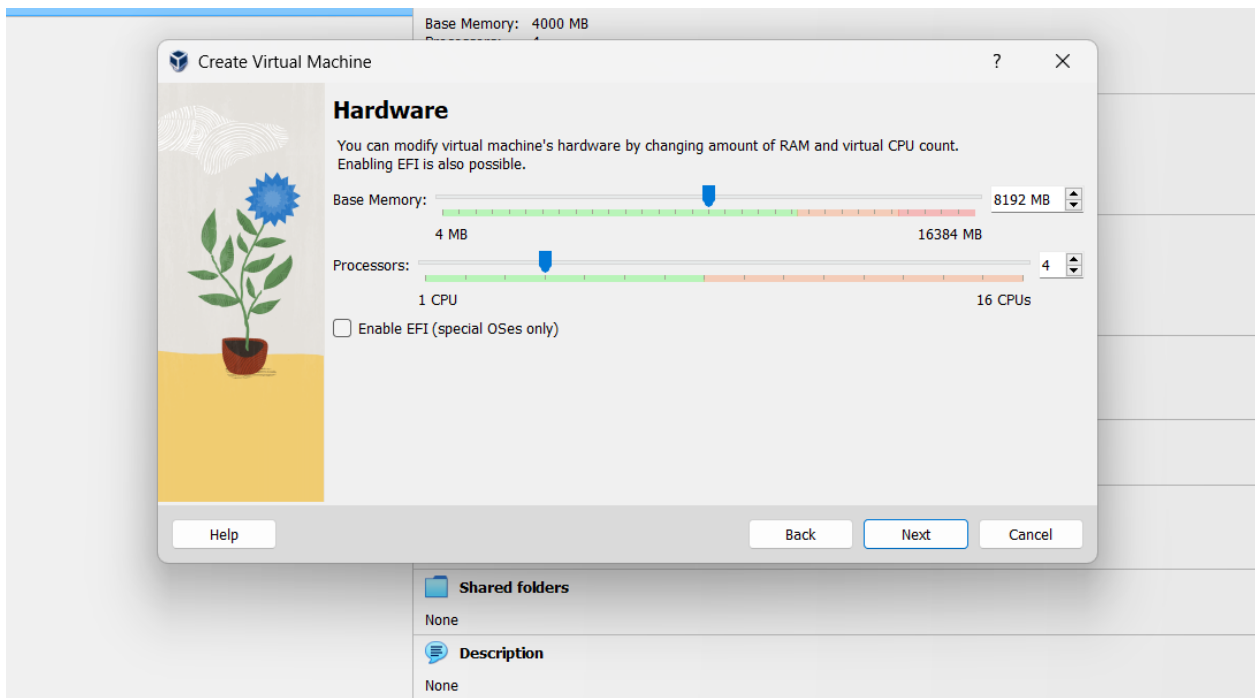 Base Memory: 4000 MB
Create Virtual Machine
?
Hardware
You can modify virtual machine's hardware by changing amount of RAM and virtual CPU count.
Enabling EFI is also possible.
Base Memory:
8192 MB
4 MB
16384 MB
Processors:
4
1 CPU
16 CPUs
Enable EFI (special OSes only)
Help
Back
Next
Cancel
Shared folders
None
Description
None